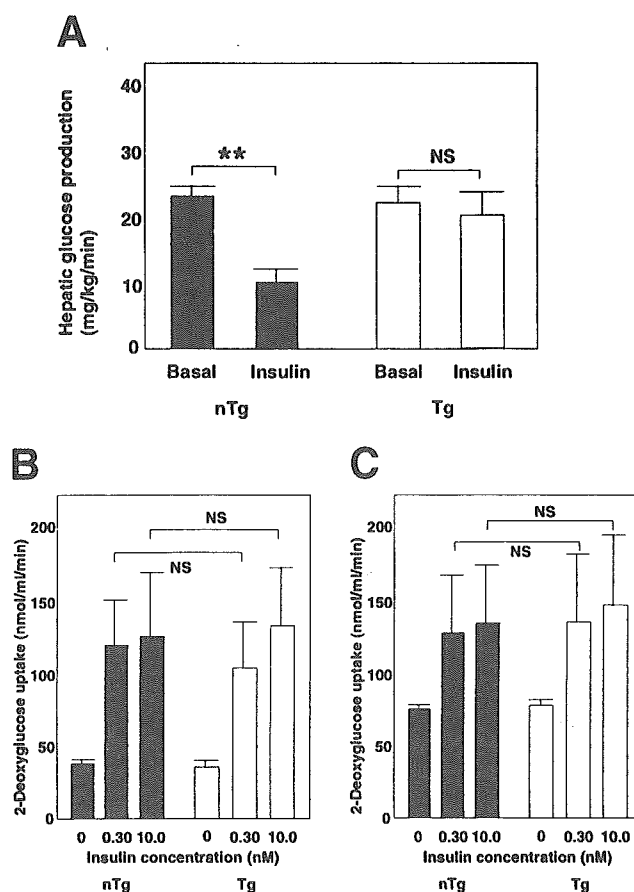 A
Hepatic glucose production
(mg/kg/min)
40
30
20
10
0
**
NS
Basal Insulin Basal Insulin
nTg Tg
B
2-Deoxyglucose uptake (nmol/ml/min)
200
150
100
50
0
NS
NS
0 0.30 10.0 0 0.30 10.0
Insulin concentration (nM)
nTg Tg
C
2-Deoxyglucose uptake (nmol/ml/min)
200
150
100
50
0
NS
NS
0 0.30 10.0 0 0.30 10.0
Insulin concentration (nM)
nTg Tg